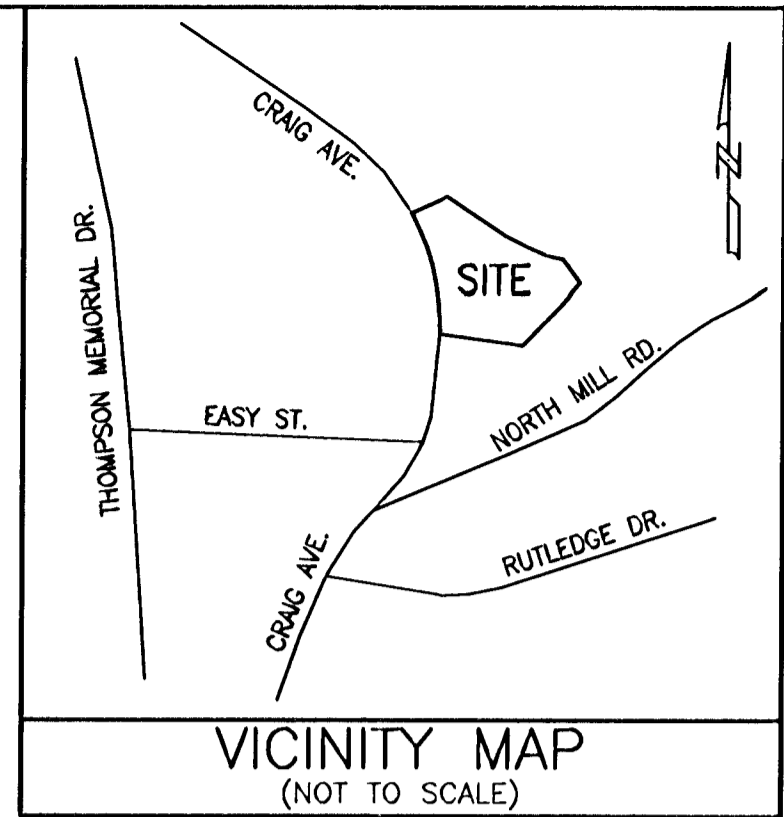 CRAIG AVE.
THOMPSON MEMORIAL DR.
N
SITE
EASY ST.
NORTH MILL RD.
RUTLEDGE DR.
CRAIG AVE.
VICINITY MAP
(NOT TO SCALE)